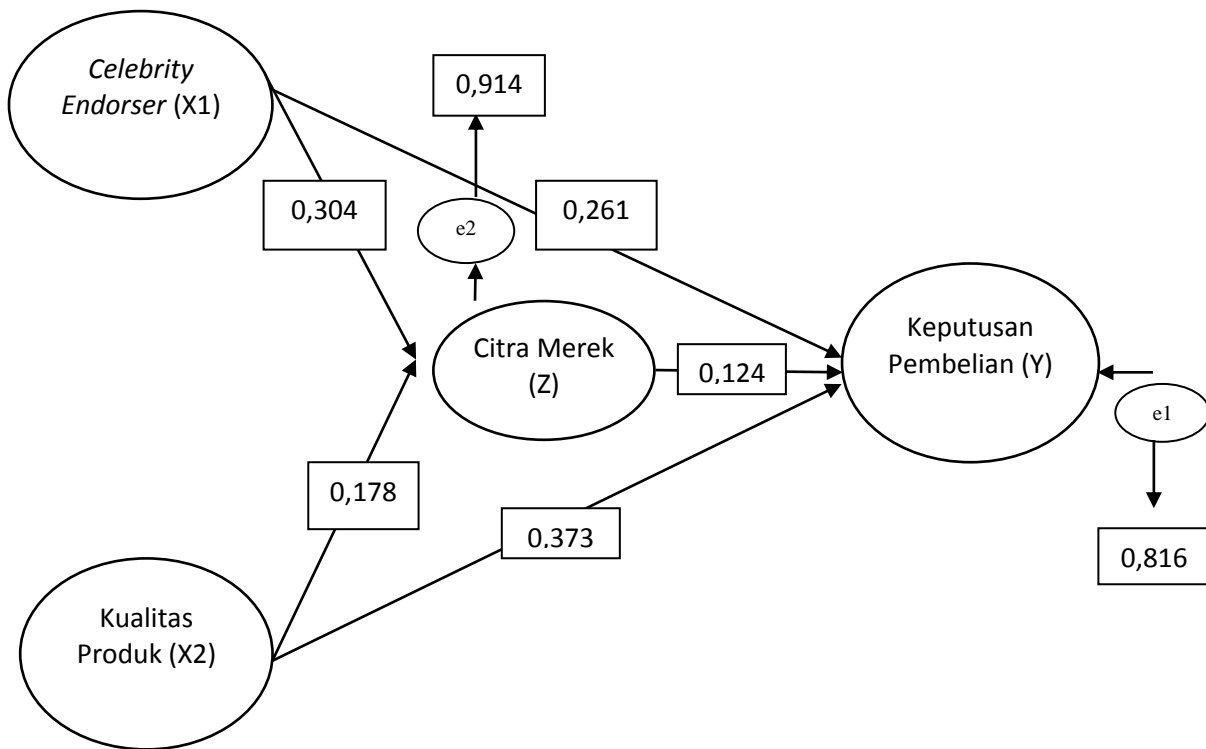 Celebrity
Endorser (X1)
0,914
0,304
e2
0,261
Citra Merek
(Z)
0,124
Keputusan
Pembelian (Y)
e1
0,178
0,373
0,816
Kualitas
Produk (X2)